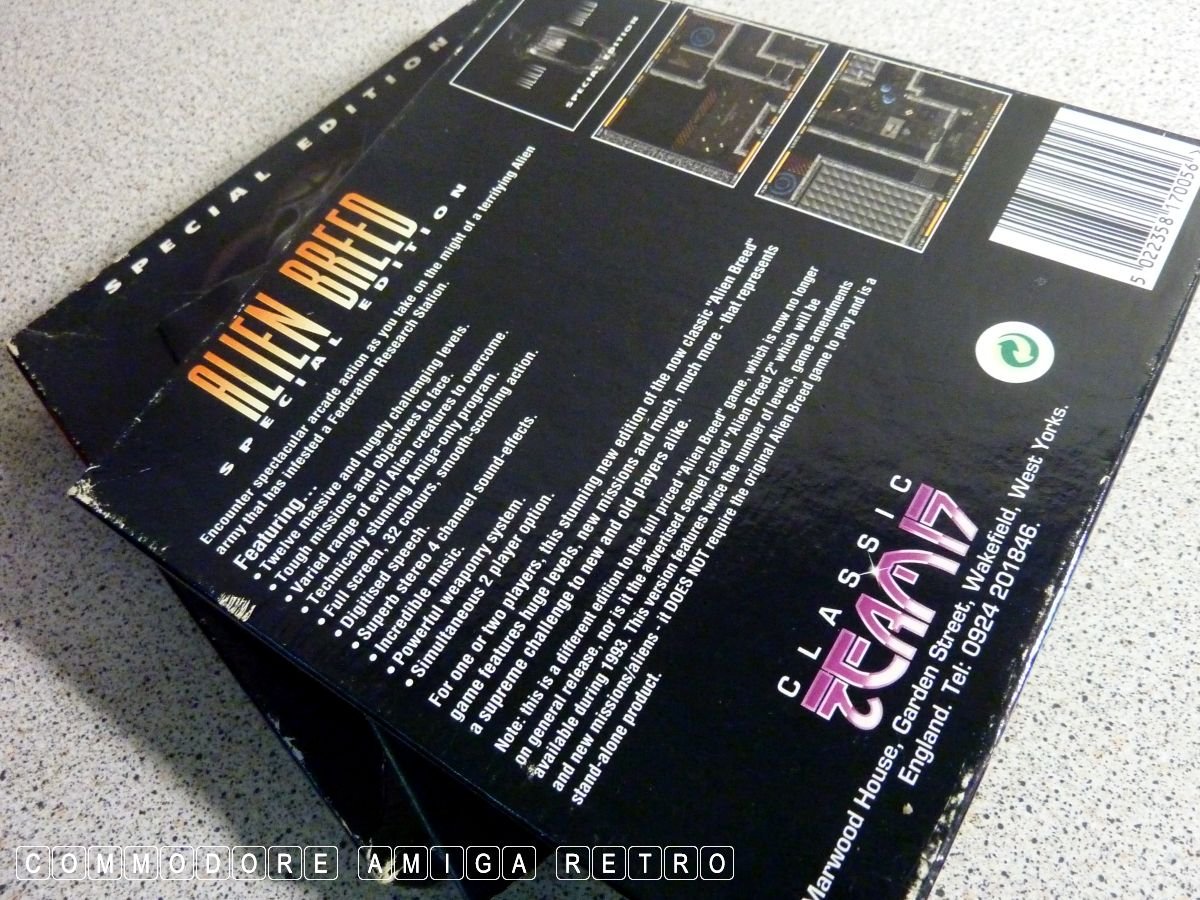 SPECIAL EDITION
SPECIAL EDITION
ALIEN BREED
SPECIAL EDITION
Encounter spectacular arcade action as you take on the might of a terrifying Alien
army that has infested a Federation Research Station.
Featuring...
• Twelve massive and hugely challenging levels.
• Tough missions and objectives to face.
• Varied range of evil Alien creatures to overcome.
• Technically stunning Amiga-only program.
• Full screen, 32 colours, smooth-scrolling action.
• Digitised speech.
• Superb stereo 4 channel sound-effects.
• Incredible music.
• Powerful weaponry system.
• Simultaneous 2 player option.
For one or two players, this stunning new edition of the now classic "Alien Breed"
game features huge levels, new missions and much, much more - that represents
a supreme challenge to new and old players alike.
Note: this is a different edition to the full priced "Alien Breed" game, which is now no longer
on general release, nor is it the advertised sequel called "Alien Breed 2" which will be
available during 1993. This version features twice the number of levels, game amendments
and new missions/aliens - it DOES NOT require the original Alien Breed game to play and is a
stand-alone product.
5 022358 170056
CLASSIC
TEAM17
Marwood House, Garden Street, Wakefield, West Yorks.
England. Tel: 0924 201846.
COMMODORE AMIGA RETRO